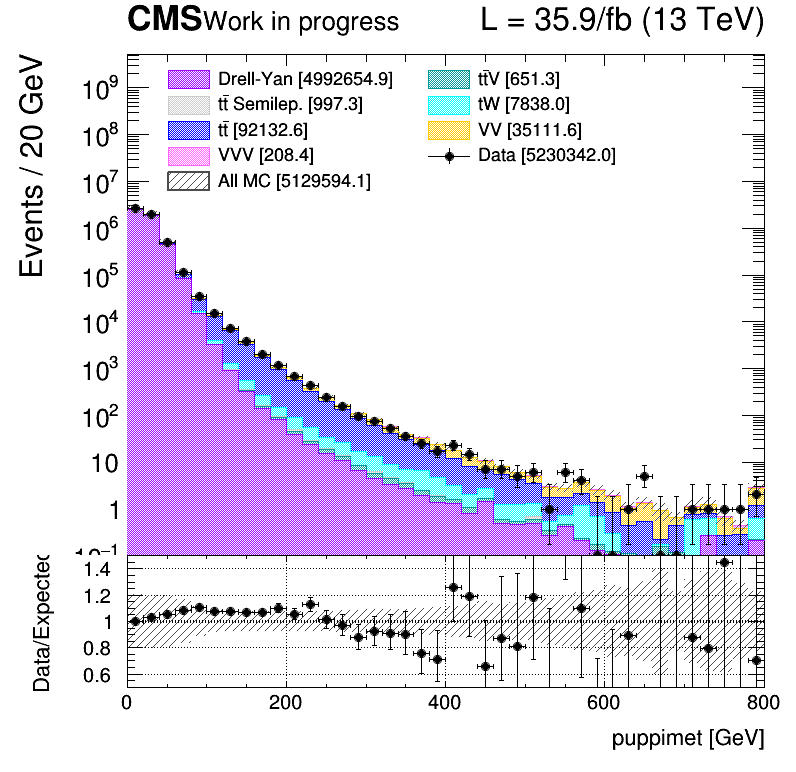 CMS Work in progress L = 35.9/fb (13 TeV)
Events / 20 GeV
Drell-Yan [4992654.9] tt̄V [651.3]
tt̄ Semilep. [997.3] tW [7838.0]
tt̄ [92132.6] VV [35111.6]
VVV [208.4] Data [5230342.0]
All MC [5129594.1]
10⁹
10⁸
10⁷
10⁶
10⁵
10⁴
10³
10²
10
1
10⁻¹
Data/Expected
1.4
1.2
1
0.8
0.6
0 200 400 600 800
puppimet [GeV]